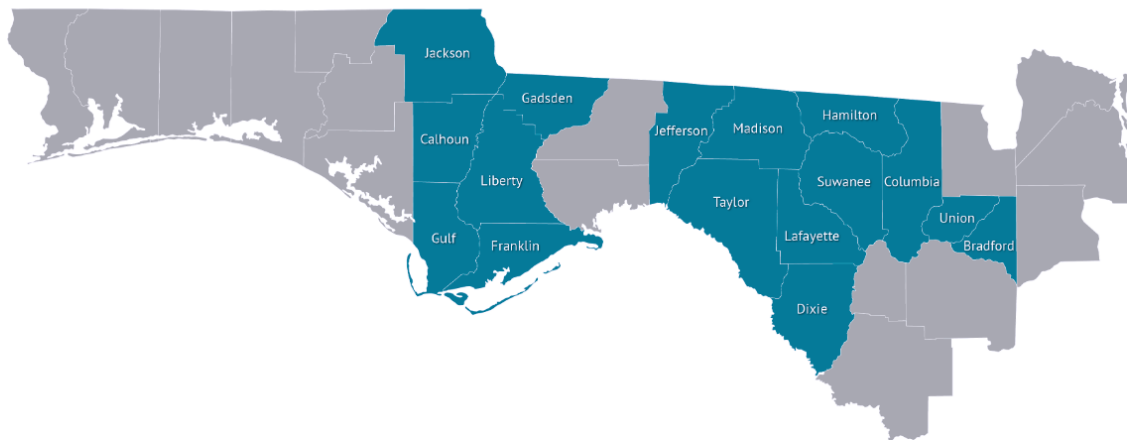 Jackson
Gadsden
Hamilton
Jefferson
Madison
Calhoun
Liberty
Suwanee
Columbia
Taylor
Union
Gulf
Franklin
Lafayette
Bradford
Dixie